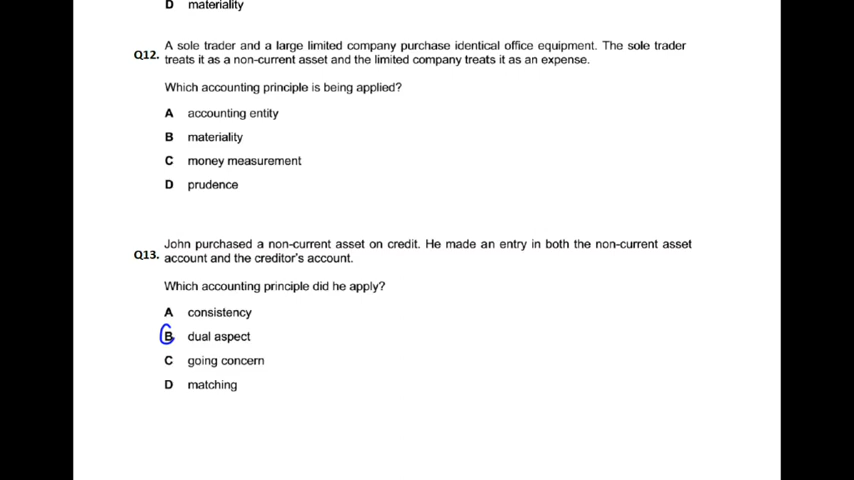 D materiality
Q12. A sole trader and a large limited company purchase identical office equipment. The sole trader
treats it as a non-current asset and the limited company treats it as an expense.
Which accounting principle is being applied?
A accounting entity
B materiality
C money measurement
D prudence
Q13. John purchased a non-current asset on credit. He made an entry in both the non-current asset
account and the creditor's account.
Which accounting principle did he apply?
A consistency
B dual aspect
C going concern
D matching